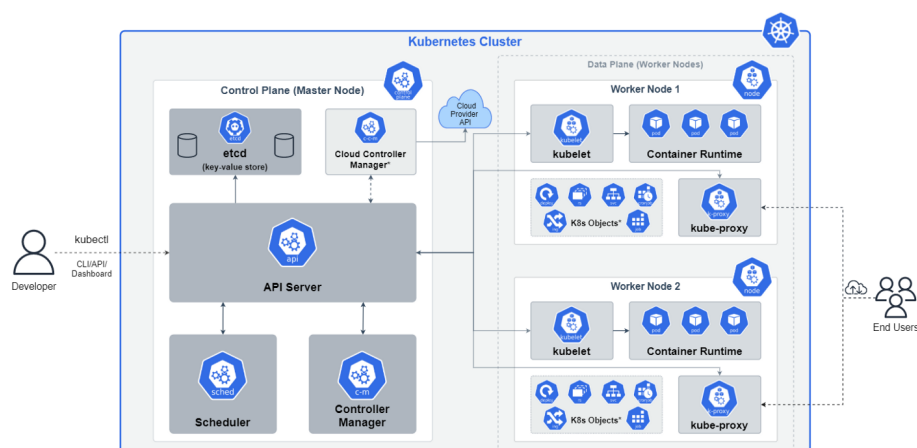 Kubernetes Cluster
Data Plane (Worker Nodes)
Control Plane (Master Node)
control
plane
Cloud
Provider
API
node
Worker Node 1
etcd
etcd
(key-value store)
c-c-m
Cloud Controller
Manager*
kubelet
kubelet
pod
pod
pod
Container Runtime
K8s Objects*
k-proxy
kube-proxy
api
API Server
Developer
kubectl
CLI/API/
Dashboard
End Users
node
Worker Node 2
kubelet
kubelet
pod
pod
pod
Container Runtime
K8s Objects*
k-proxy
kube-proxy
sched
Scheduler
c-m
Controller
Manager